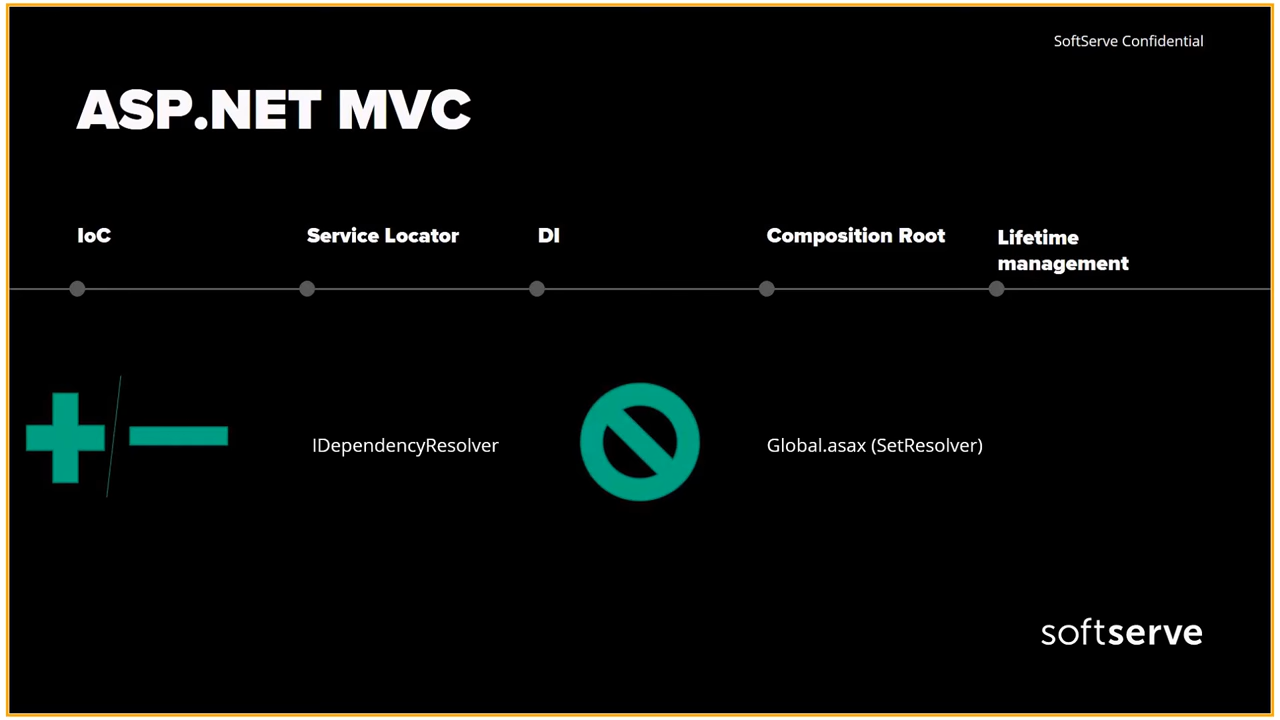 SoftServe Confidential
ASP.NET MVC
IoC
Service Locator
DI
Composition Root
Lifetime
management
IDependencyResolver
Global.asax (SetResolver)
softserve